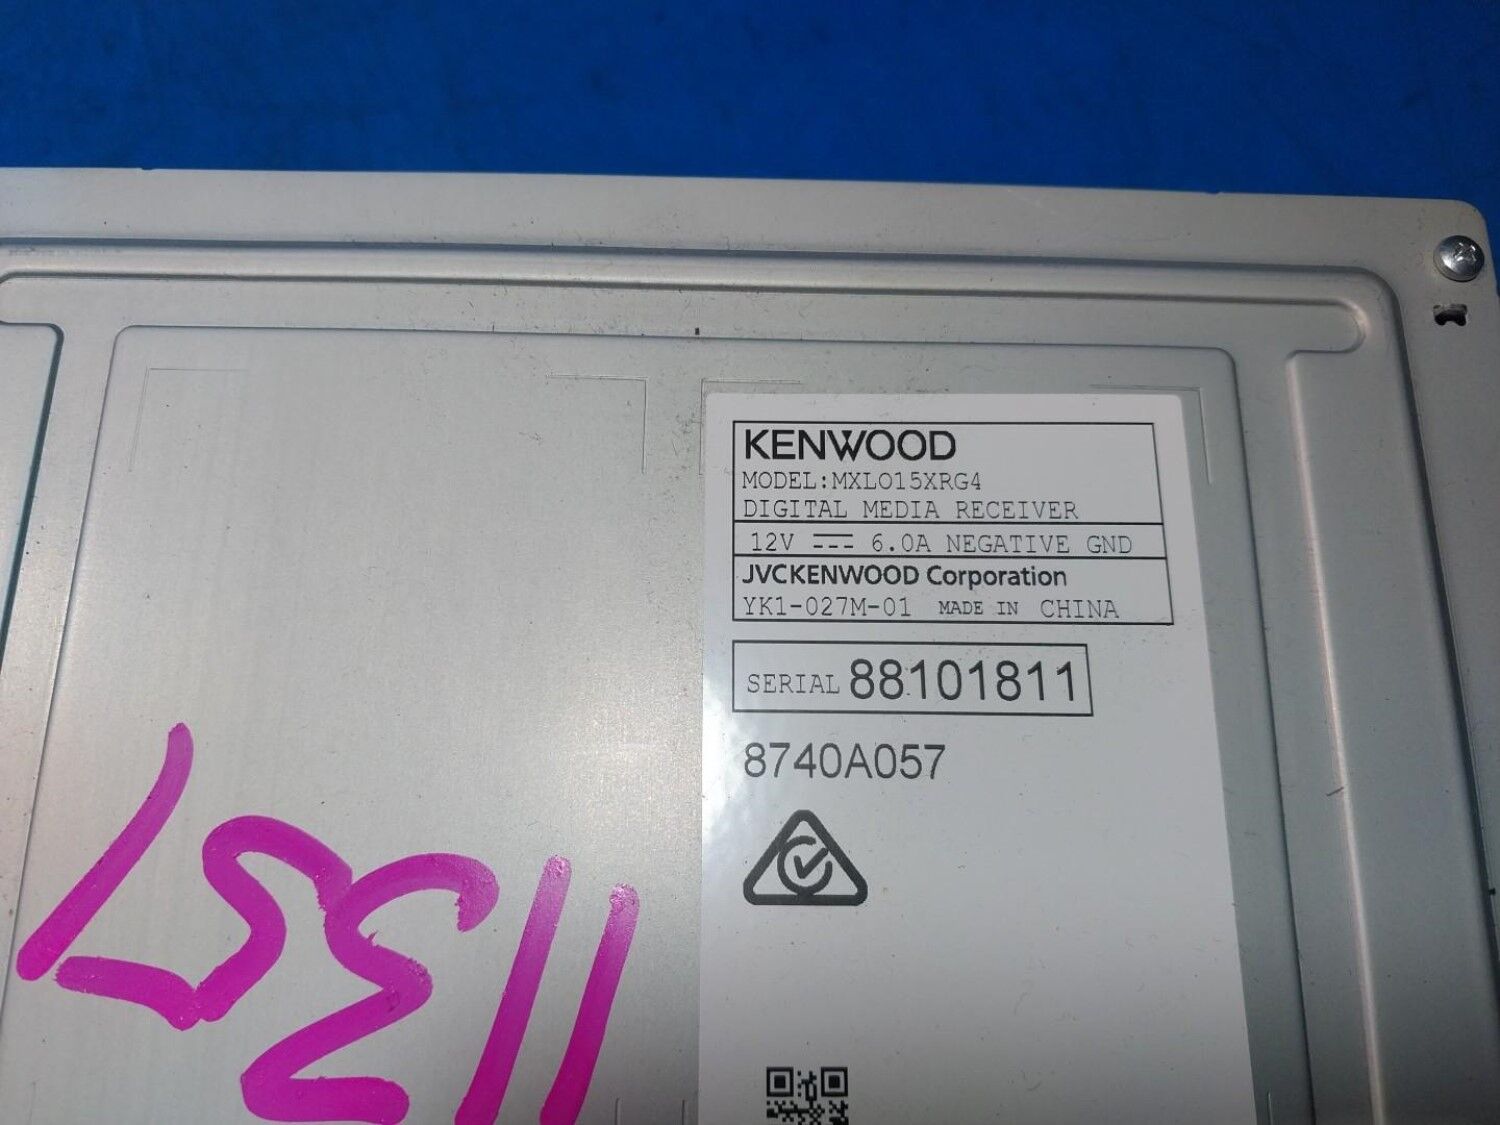 KENWOOD
MODEL:MXL015XRG4
DIGITAL MEDIA RECEIVER
12V ⎓ 6.0A NEGATIVE GND
JVCKENWOOD Corporation
YK1-027M-01 MADE IN CHINA
SERIAL 88101811
8740A057
11357